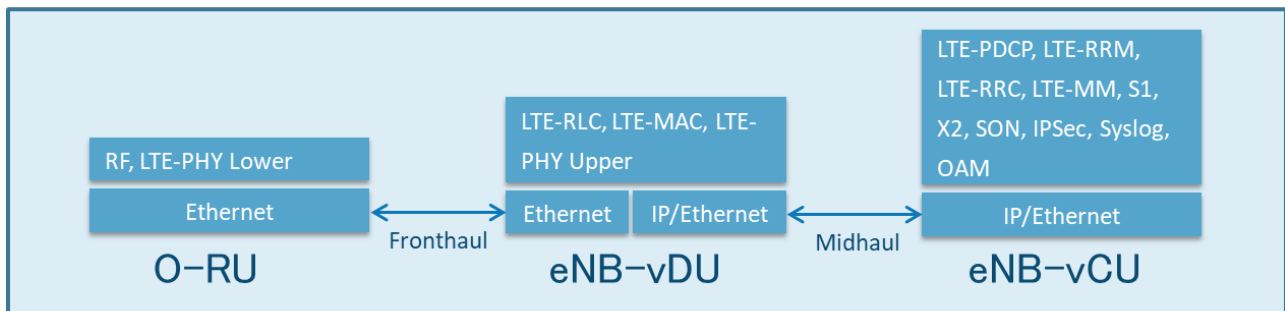 RF, LTE-PHY Lower
Ethernet
O-RU
Fronthaul
LTE-RLC, LTE-MAC, LTE-
PHY Upper
Ethernet
IP/Ethernet
eNB-vDU
Midhaul
LTE-PDCP, LTE-RRM,
LTE-RRC, LTE-MM, S1,
X2, SON, IPSec, Syslog,
OAM
IP/Ethernet
eNB-vCU